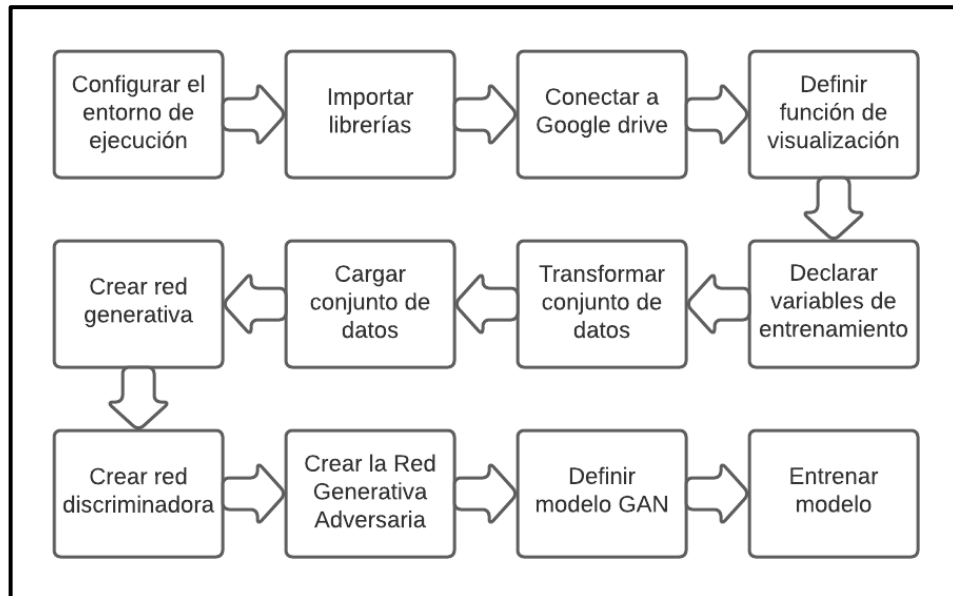 Configurar el
entorno de
ejecución
Importar
librerías
Conectar a
Google drive
Definir
función de
visualización
Declarar
variables de
entrenamiento
Transformar
conjunto de
datos
Cargar
conjunto de
datos
Crear red
generativa
Crear red
discriminadora
Crear la Red
Generativa
Adversaria
Definir
modelo GAN
Entrenar
modelo